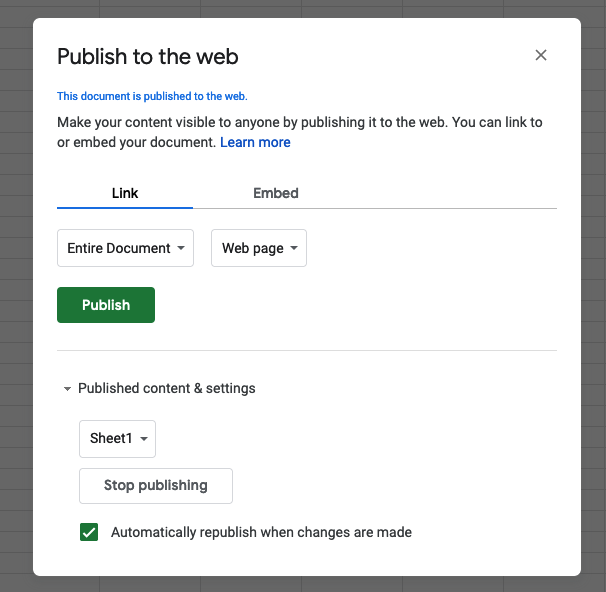 Publish to the web
This document is published to the web.
Make your content visible to anyone by publishing it to the web. You can link to
or embed your document. Learn more
Link Embed
Entire Document Web page
Publish
Published content & settings
Sheet1
Stop publishing
Automatically republish when changes are made